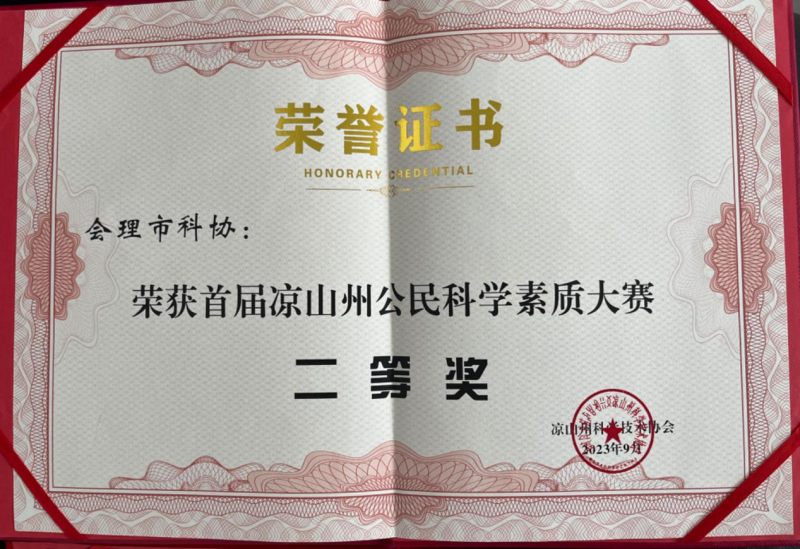 荣誉证书
HONORARY CREDENTIAL
会理市科协：
荣获首届凉山州公民科学素质大赛
二等奖
凉山州科学技术协会
2023年9月